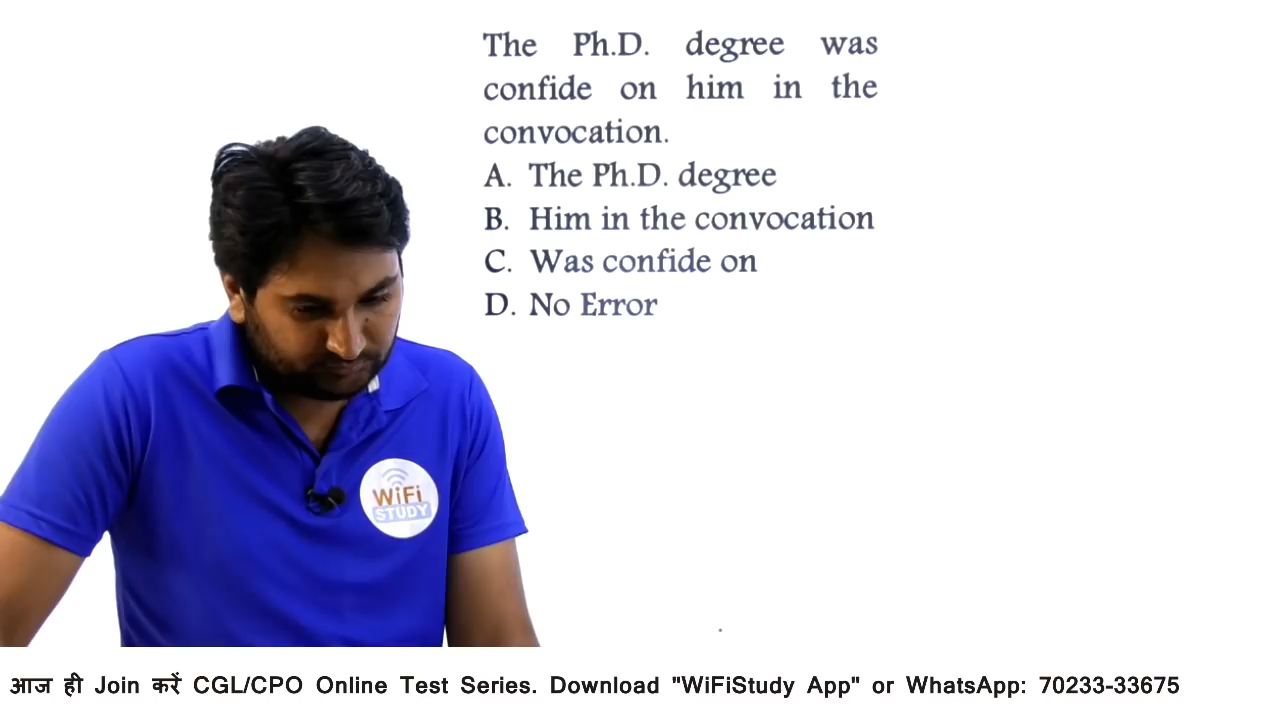 The Ph.D. degree was
confide on him in the
convocation.
A. The Ph.D. degree
B. Him in the convocation
C. Was confide on
D. No Error
WiFi
STUDY
आज ही Join करें CGL/CPO Online Test Series. Download "WiFiStudy App" or WhatsApp: 70233-33675